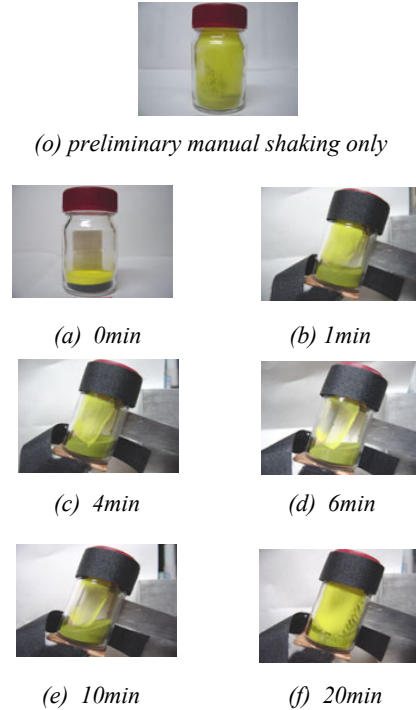 (o) preliminary manual shaking only
(a) 0min
(b) 1min
(c) 4min
(d) 6min
(e) 10min
(f) 20min